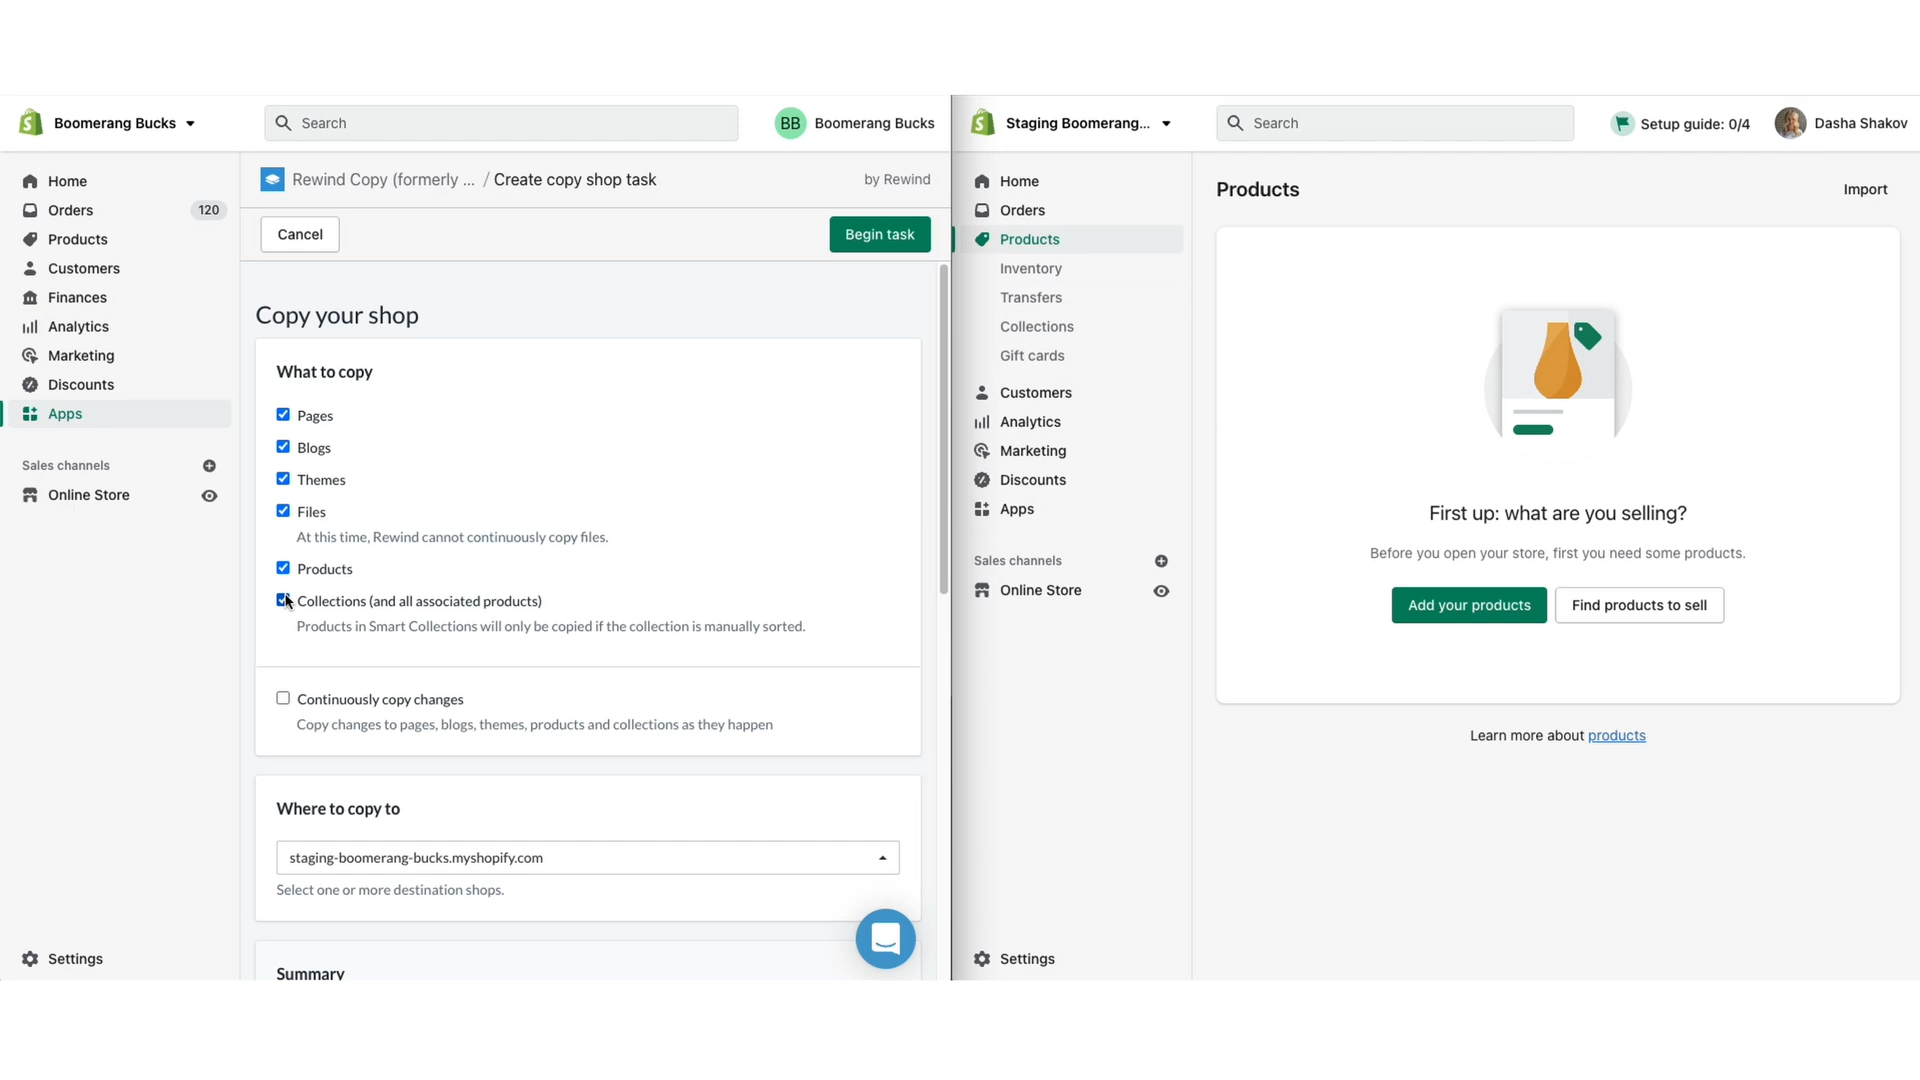 Boomerang Bucks
Search
BB
Boomerang Bucks
Home
Orders
120
Products
Customers
Finances
Analytics
Marketing
Discounts
Apps
Sales channels
Online Store
Settings
Rewind Copy (formerly ... / Create copy shop task
by Rewind
Cancel
Begin task
Copy your shop
What to copy
Pages
Blogs
Themes
Files
At this time, Rewind cannot continuously copy files.
Products
Collections (and all associated products)
Products in Smart Collections will only be copied if the collection is manually sorted.
Continuously copy changes
Copy changes to pages, blogs, themes, products and collections as they happen
Where to copy to
staging-boomerang-bucks.myshopify.com
Select one or more destination shops.
Summary
Staging Boomerang...
Search
Setup guide: 0/4
Dasha Shakov
Home
Orders
Products
Inventory
Transfers
Collections
Gift cards
Customers
Analytics
Marketing
Discounts
Apps
Sales channels
Online Store
Settings
Products
Import
First up: what are you selling?
Before you open your store, first you need some products.
Add your products
Find products to sell
Learn more about products